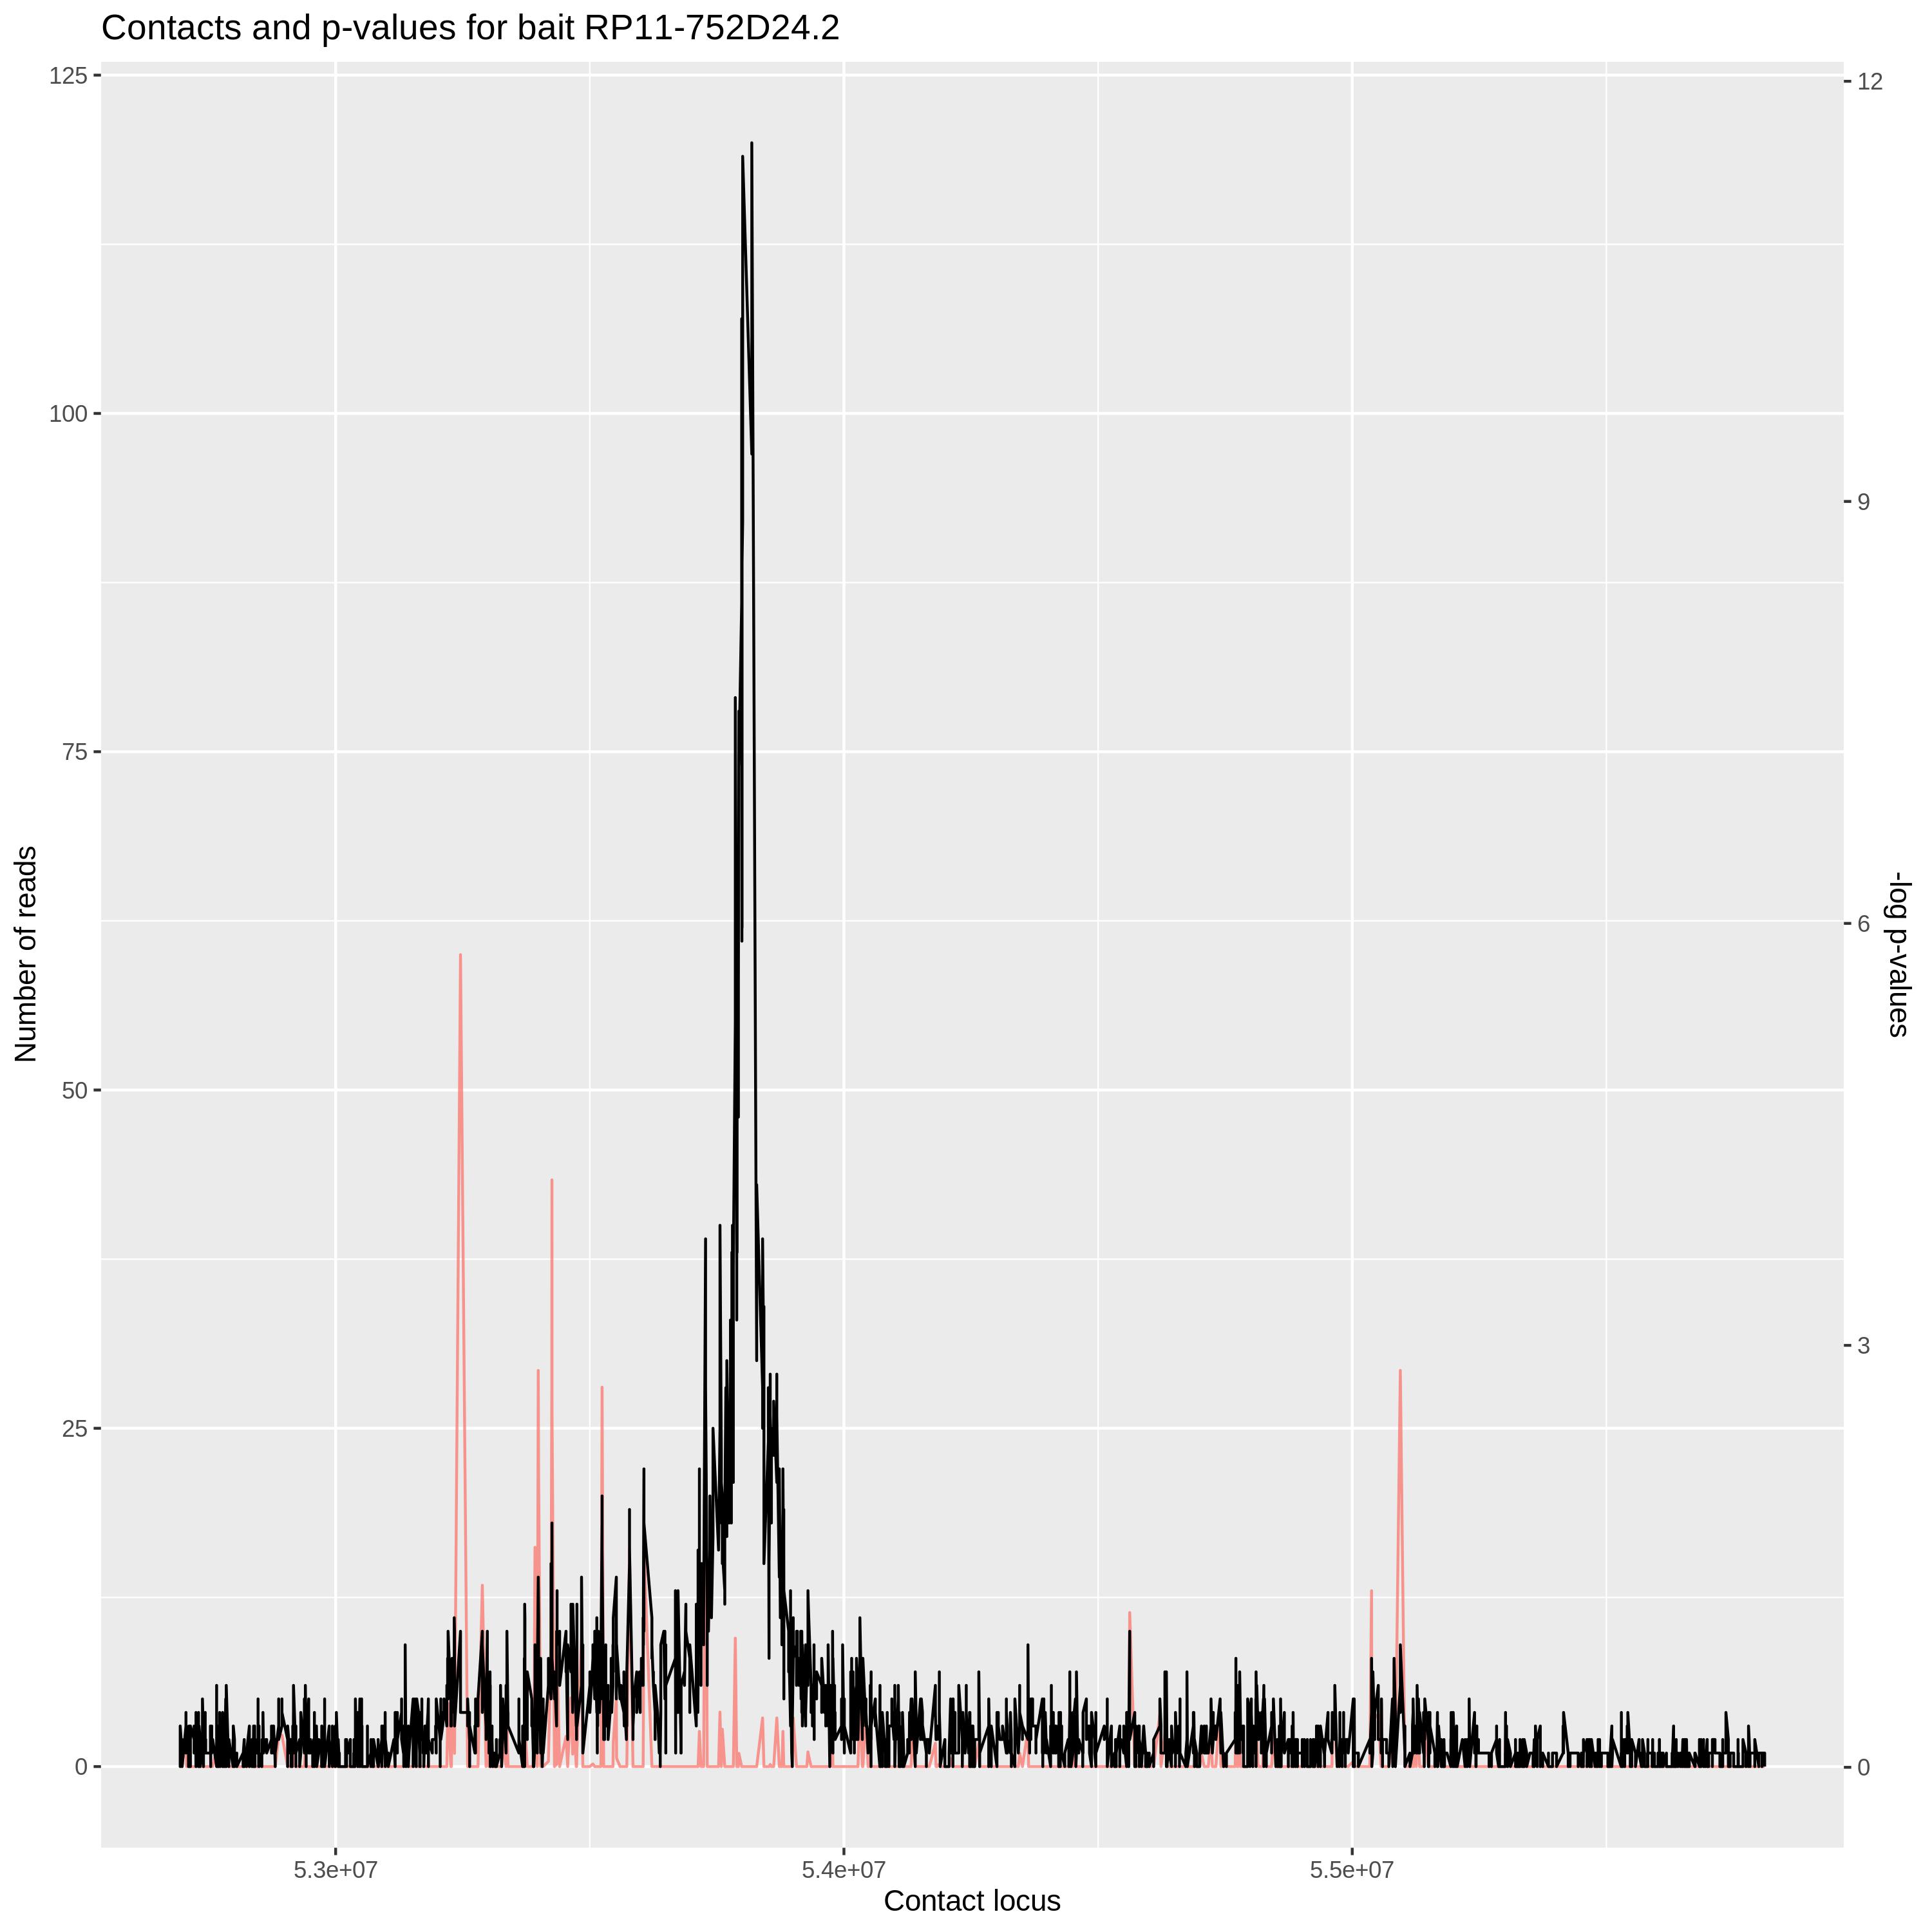 Contacts and p-values for bait RP11-752D24.2
125
100
75
50
25
0
Number of reads
12
9
6
3
0
-log p-values
5.3e+07
5.4e+07
5.5e+07
Contact locus